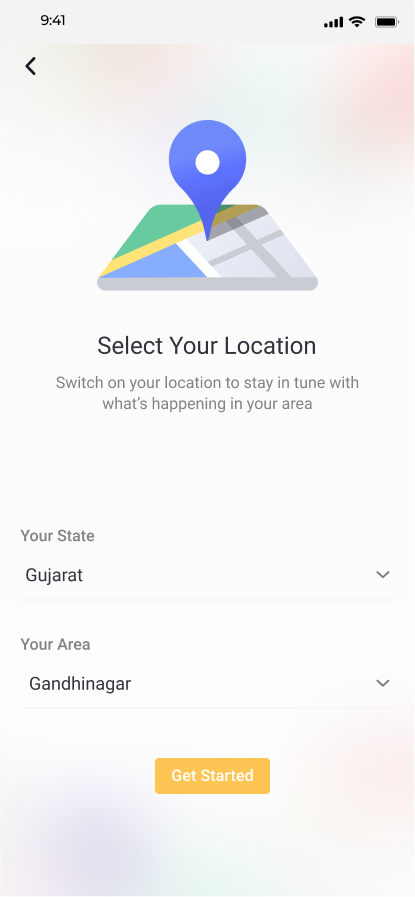 9:41
Select Your Location
Switch on your location to stay in tune with
what's happening in your area
Your State
Gujarat
Your Area
Gandhinagar
Get Started